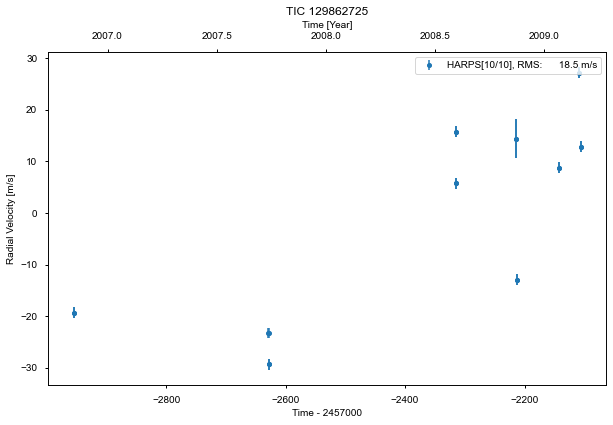 TIC 129862725
Time [Year]
2007.0 2007.5 2008.0 2008.5 2009.0
HARPS[10/10], RMS: 18.5 m/s
Radial Velocity [m/s]
30
20
10
0
−10
−20
−30
−2800 −2600 −2400 −2200
Time - 2457000